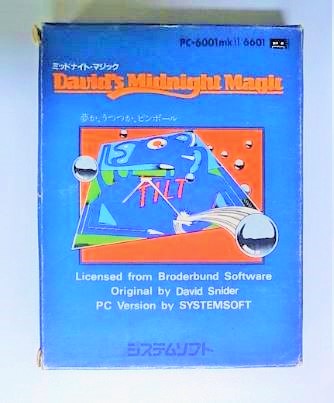 PC-6001mkII 6601
ミッドナイト・マジック
David's Midnight Magic
夢か、うつつか、ピンボール
TILT
Licensed from Broderbund Software
Original by David Snider
PC Version by SYSTEMSOFT
システムソフト